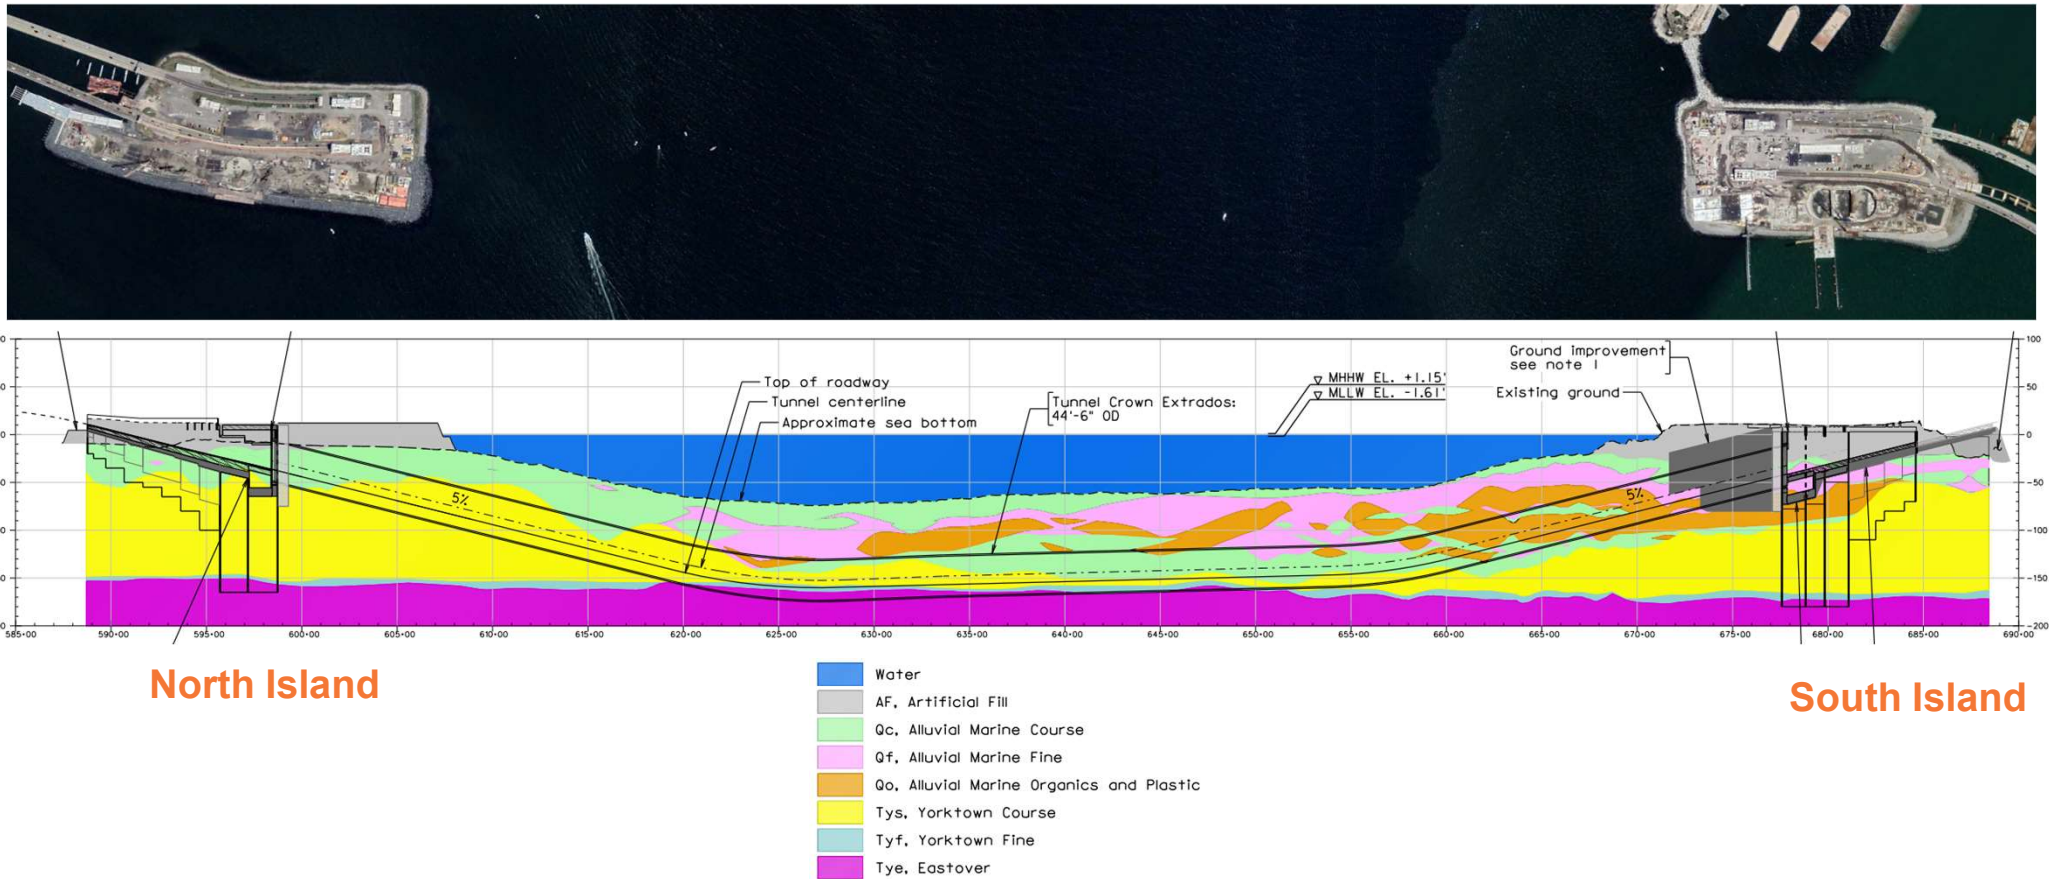 100
50
0
-50
-100
-150
-200
Top of roadway
Tunnel centerline
Approximate sea bottom
Tunnel Crown Extrados:
44'-6" OD
MHHW EL. +1.15'
MLLW EL. -1.61'
Ground improvement
see note 1
Existing ground
5%
5%
585+00 590+00 595+00 600+00 605+00 610+00 615+00 620+00 625+00 630+00 635+00 640+00 645+00 650+00 655+00 660+00 665+00 670+00 675+00 680+00 685+00 690+00
North Island
South Island
Water
AF, Artificial Fill
Qc, Alluvial Marine Course
Qf, Alluvial Marine Fine
Qo, Alluvial Marine Organics and Plastic
Tys, Yorktown Course
Tyf, Yorktown Fine
Tye, Eastover